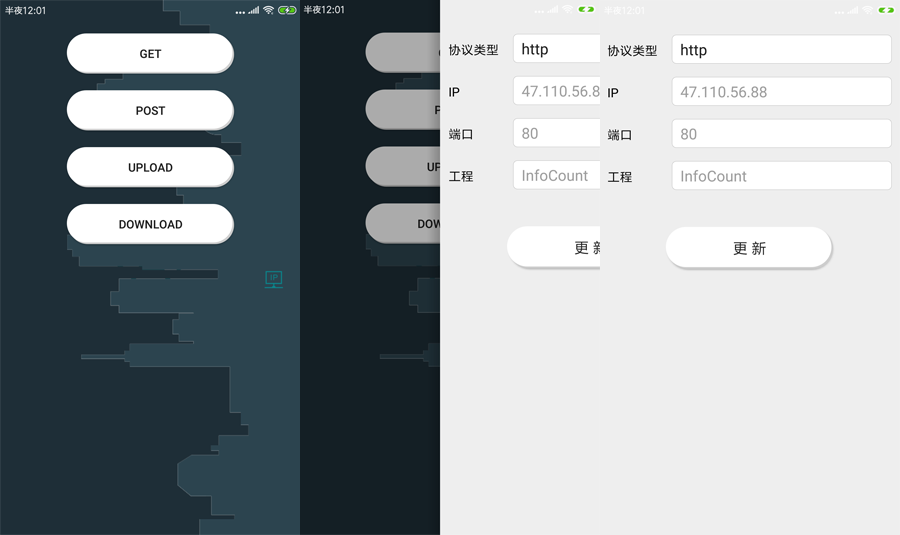 半夜12:01
GET
POST
UPLOAD
DOWNLOAD
IP
半夜12:01
UP
DOW
协议类型
http
IP
47.110.56.8
端口
80
工程
InfoCount
更
半夜12:01
协议类型
http
IP
47.110.56.88
端口
80
工程
InfoCount
更 新